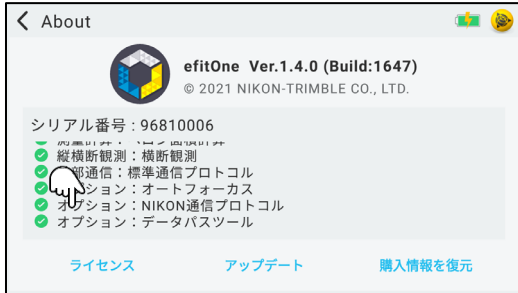 About
efitOne Ver.1.4.0 (Build:1647)
© 2021 NIKON-TRIMBLE CO., LTD.
シリアル番号 : 96810006
縦横断観測：横断観測
部通信：標準通信プロトコル
ション：オートフォーカス
オプション：NIKON通信プロトコル
オプション：データパスツール
ライセンス
アップデート
購入情報を復元